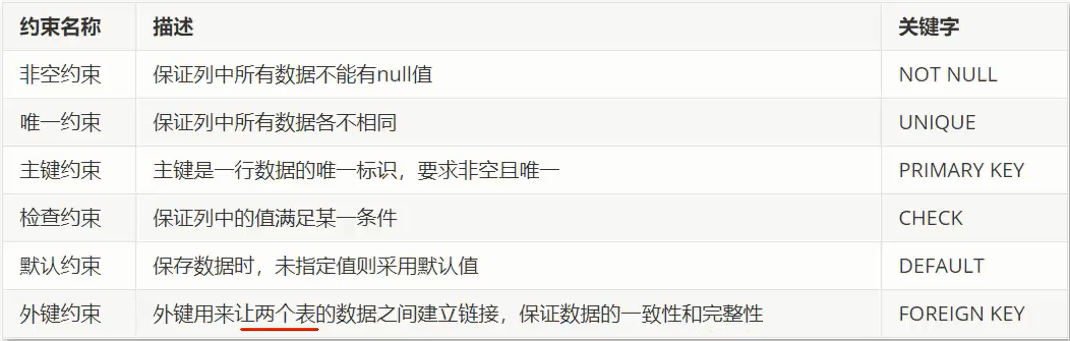 约束名称 描述 关键字
非空约束 保证列中所有数据不能有null值 NOT NULL
唯一约束 保证列中所有数据各不相同 UNIQUE
主键约束 主键是一行数据的唯一标识，要求非空且唯一 PRIMARY KEY
检查约束 保证列中的值满足某一条件 CHECK
默认约束 保存数据时，未指定值则采用默认值 DEFAULT
外键约束 外键用来让两个表的数据之间建立链接，保证数据的一致性和完整性 FOREIGN KEY